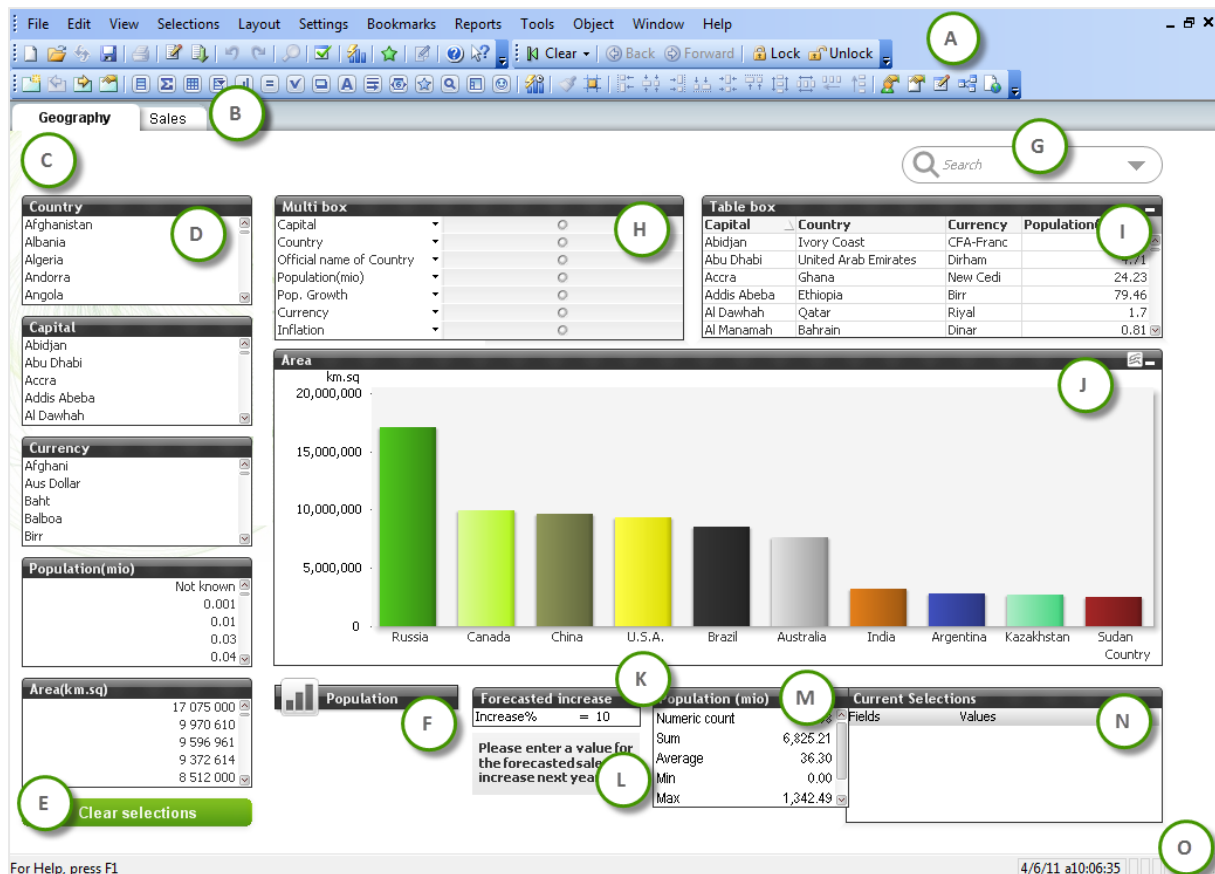 File Edit View Selections Layout Settings Bookmarks Reports Tools Object Window Help
A
Clear Back Forward Lock Unlock
Geography Sales B
C
G
Search
Country
D
Afghanistan
Albania
Algeria
Andorra
Angola
Multi box
H
Capital
Country
Official name of Country
Population(mio)
Pop. Growth
Currency
Inflation
Table box
I
Capital Country Currency
Abidjan Ivory Coast CFA-Franc
Abu Dhabi United Arab Emirates Dirham 4.71
Accra Ghana New Cedi 24.23
Addis Abeba Ethiopia Birr 79.46
Al Dawhah Qatar Riyal 1.7
Al Manamah Bahrain Dinar 0.81
Capital
Abidjan
Abu Dhabi
Accra
Addis Abeba
Al Dawhah
Currency
Afghani
Aus Dollar
Baht
Balboa
Birr
Population(mio)
Not known
0.001
0.01
0.03
0.04
Area(km.sq)
17 075 000
9 970 610
9 596 961
9 372 614
8 512 000
E
Clear selections
Area
J
km.sq
20,000,000
15,000,000
10,000,000
5,000,000
0
Russia Canada China U.S.A. Brazil Australia India Argentina Kazakhstan Sudan
Country
Population
F
K
Forecasted increase
Increase% = 10
Please enter a value for
the forecasted sale
increase next yea
L
M
Population (mio)
Numeric count
Sum 6,825.21
Average 36.30
Min 0.00
Max 1,342.49
Current Selections
N
Fields Values
O
For Help, press F1
4/6/11 a10:06:35